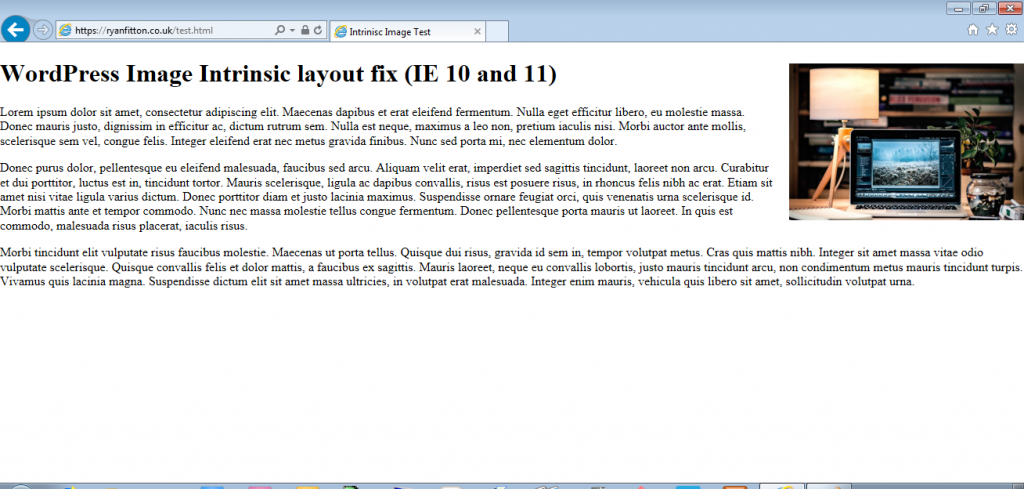 https://ryanfitton.co.uk/test.html
Intrinisc Image Test
WordPress Image Intrinsic layout fix (IE 10 and 11)
Lorem ipsum dolor sit amet, consectetur adipiscing elit. Maecenas dapibus et erat eleifend fermentum. Nulla eget efficitur libero, eu molestie massa.
Donec mauris justo, dignissim in efficitur ac, dictum rutrum sem. Nulla est neque, maximus a leo non, pretium iaculis nisi. Morbi auctor ante mollis,
scelerisque sem vel, congue felis. Integer eleifend erat nec metus gravida finibus. Nunc sed porta mi, nec elementum dolor.
Donec purus dolor, pellentesque eu eleifend malesuada, faucibus sed arcu. Aliquam velit erat, imperdiet sed sagittis tincidunt, laoreet non arcu. Curabitur
et dui porttitor, luctus est in, tincidunt tortor. Mauris scelerisque, ligula ac dapibus convallis, risus est posuere risus, in rhoncus felis nibh ac erat. Etiam sit
amet nisi vitae ligula varius dictum. Donec porttitor diam et justo lacinia maximus. Suspendisse ornare feugiat orci, quis venenatis urna scelerisque id.
Morbi mattis ante et tempor commodo. Nunc nec massa molestie tellus congue fermentum. Donec pellentesque porta mauris ut laoreet. In quis est
commodo, malesuada risus placerat, iaculis risus.
Morbi tincidunt elit vulputate risus faucibus molestie. Maecenas ut porta tellus. Quisque dui risus, gravida id sem in, tempor volutpat metus. Cras quis mattis nibh. Integer sit amet massa vitae odio
vulputate scelerisque. Quisque convallis felis et dolor mattis, a faucibus ex sagittis. Mauris laoreet, neque eu convallis lobortis, justo mauris tincidunt arcu, non condimentum metus mauris tincidunt turpis.
Vivamus quis lacinia magna. Suspendisse dictum elit sit amet massa ultricies, in volutpat erat malesuada. Integer enim mauris, vehicula quis libero sit amet, sollicitudin volutpat urna.